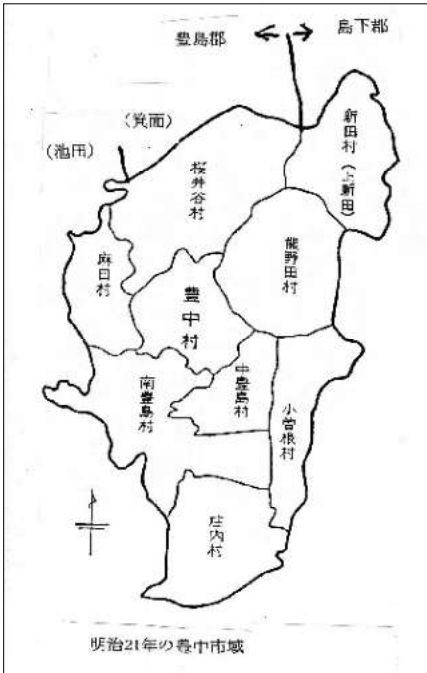 豊島郡 ← → 島下郡
(箕面)
(池田)
新田村(上新田)
桜井谷村
熊野田村
麻田村
豊中村
中豊島村
南豊島村
小曽根村
庄内村
明治21年の豊中市域